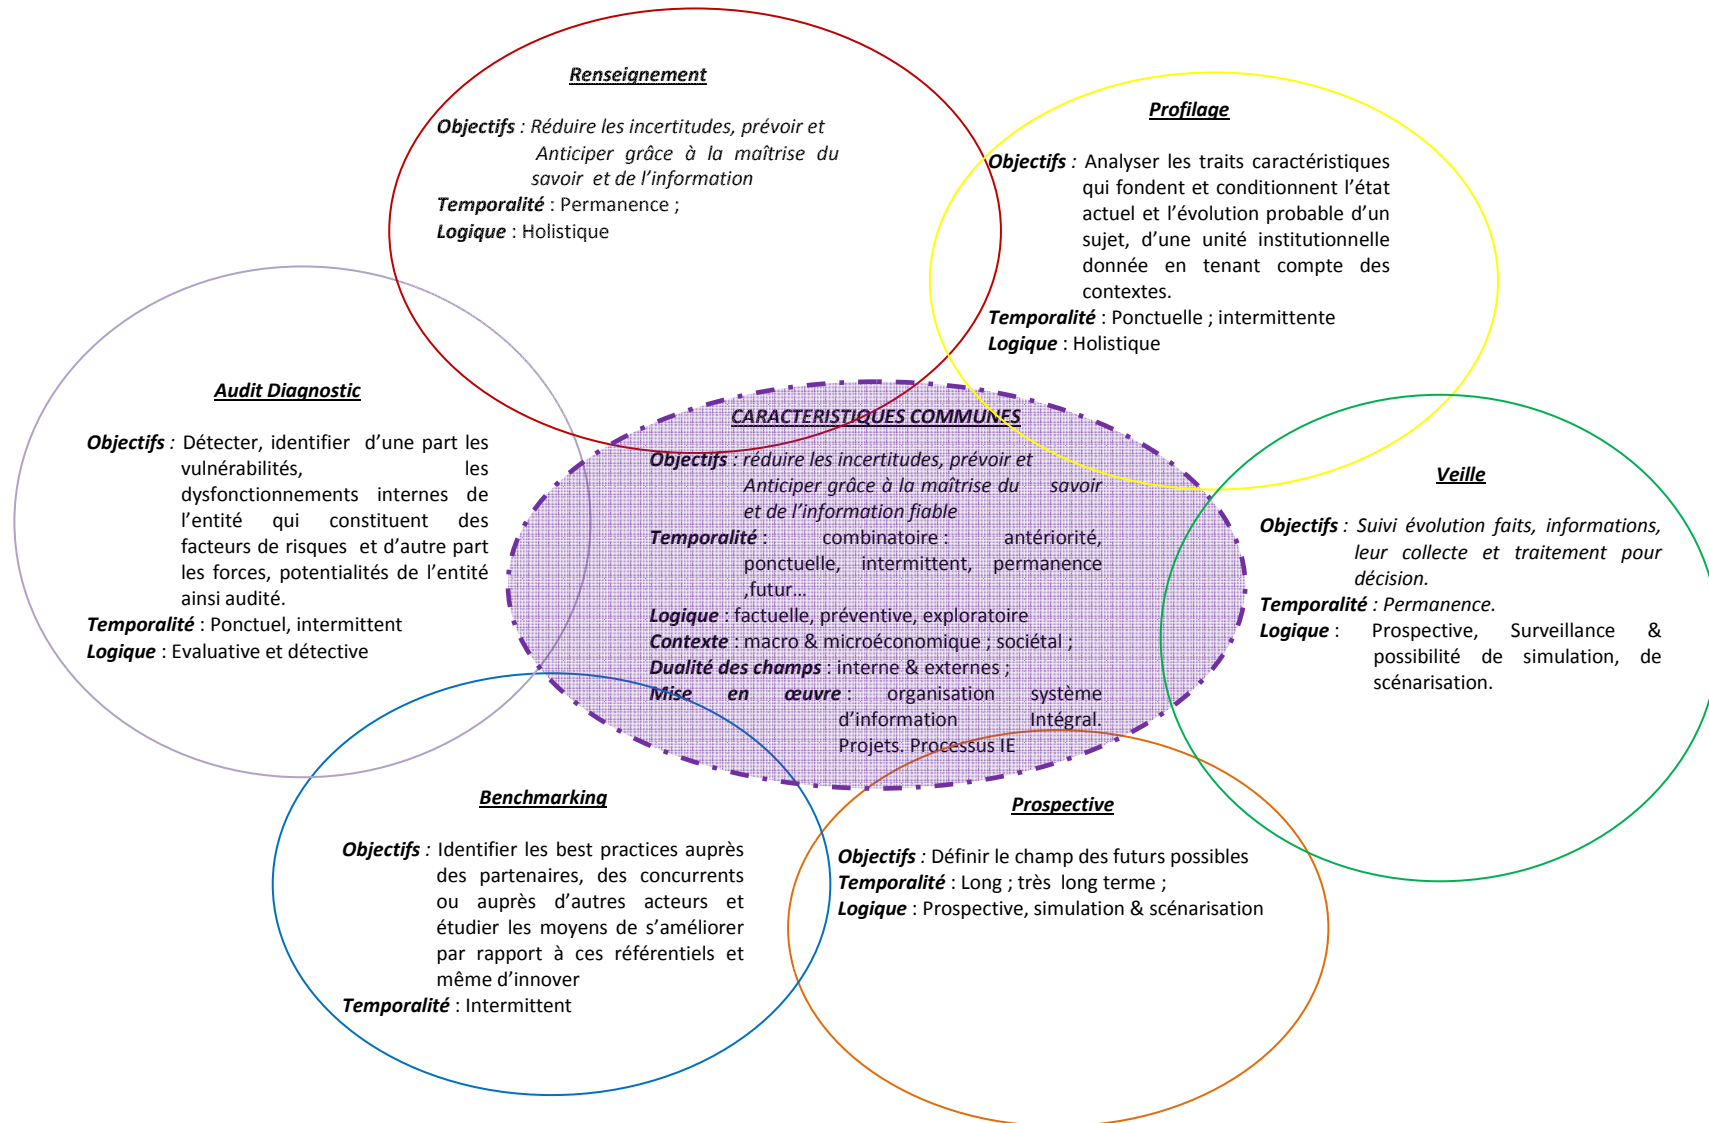 Renseignement
Objectifs : Réduire les incertitudes, prévoir et
Anticiper grâce à la maîtrise du
savoir et de l’information
Temporalité : Permanence ;
Logique : Holistique
Profilage
Objectifs : Analyser les traits caractéristiques
qui fondent et conditionnent l’état
actuel et l’évolution probable d’un
sujet, d’une unité institutionnelle
donnée en tenant compte des
contextes.
Temporalité : Ponctuelle ; intermittente
Logique : Holistique
Audit Diagnostic
Objectifs : Détecter, identifier d’une part les
vulnérabilités, les
dysfonctionnements internes de
l’entité qui constituent des
facteurs de risques et d’autre part
les forces, potentialités de l’entité
ainsi audité.
Temporalité : Ponctuel, intermittent
Logique : Evaluative et détective
CARACTERISTIQUES COMMUNES
Objectifs : réduire les incertitudes, prévoir et
Anticiper grâce à la maîtrise du savoir
et de l’information fiable
Temporalité : combinatoire : antériorité,
ponctuelle, intermittent, permanence
,futur…
Logique : factuelle, préventive, exploratoire
Contexte : macro & microéconomique ; sociétal ;
Dualité des champs : interne & externes ;
Mise en œuvre : organisation système
d’information Intégral.
Projets. Processus IE
Veille
Objectifs : Suivi évolution faits, informations,
leur collecte et traitement pour
décision.
Temporalité : Permanence.
Logique : Prospective, Surveillance &
possibilité de simulation, de
scénarisation.
Benchmarking
Objectifs : Identifier les best practices auprès
des partenaires, des concurrents
ou auprès d’autres acteurs et
étudier les moyens de s’améliorer
par rapport à ces référentiels et
même d’innover
Temporalité : Intermittent
Prospective
Objectifs : Définir le champ des futurs possibles
Temporalité : Long ; très long terme ;
Logique : Prospective, simulation & scénarisation